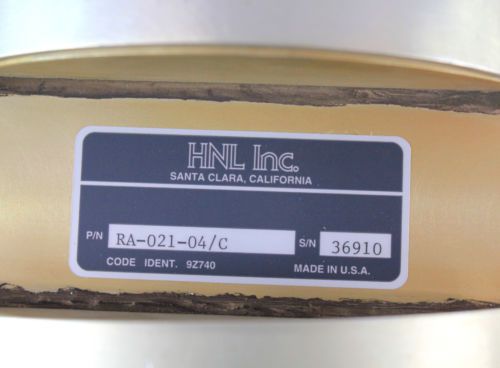 HNL Inc.
SANTA CLARA, CALIFORNIA
P/N RA-021-04/C S/N 36910
CODE IDENT. 9Z740 MADE IN U.S.A.